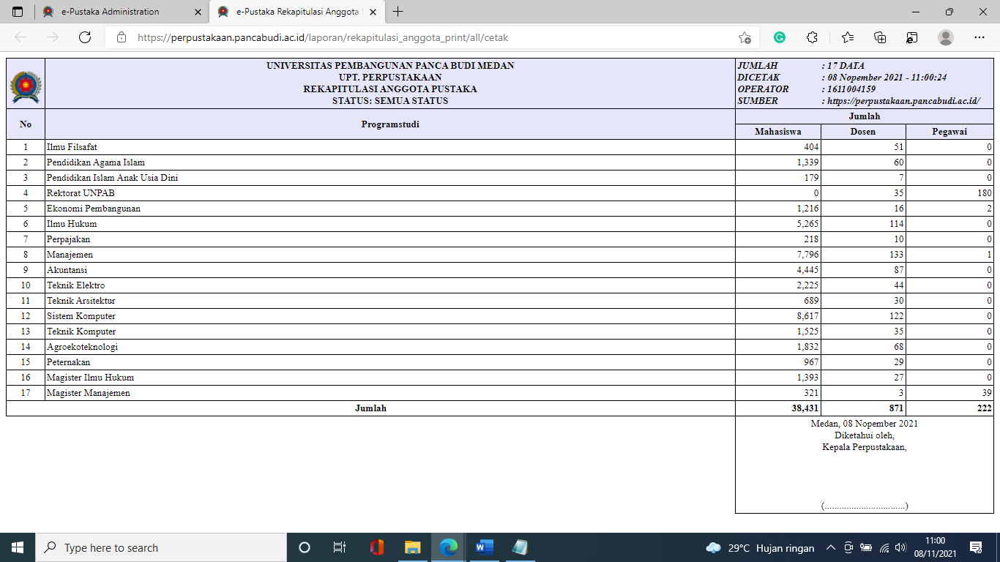 e-Pustaka Administration
e-Pustaka Rekapitulasi Anggota
https://perpustakaan.pancabudi.ac.id/laporan/rekapitulasi_anggota_print/all/cetak
UNIVERSITAS PEMBANGUNAN PANCA BUDI MEDAN
UPT. PERPUSTAKAAN
REKAPITULASI ANGGOTA PUSTAKA
STATUS: SEMUA STATUS
JUMLAH : 17 DATA
DICETAK : 08 Nopember 2021 - 11:00:24
OPERATOR : 1611004159
SUMBER : https://perpustakaan.pancabudi.ac.id/
No Programstudi Jumlah
Mahasiswa Dosen Pegawai
1 Ilmu Filsafat 404 51 0
2 Pendidikan Agama Islam 1,339 60 0
3 Pendidikan Islam Anak Usia Dini 179 7 0
4 Rektorat UNPAB 0 35 180
5 Ekonomi Pembangunan 1,216 16 2
6 Ilmu Hukum 5,265 114 0
7 Perpajakan 218 10 0
8 Manajemen 7,796 133 1
9 Akuntansi 4,445 87 0
10 Teknik Elektro 2,225 44 0
11 Teknik Arsitektur 689 30 0
12 Sistem Komputer 8,617 122 0
13 Teknik Komputer 1,525 35 0
14 Agroekoteknologi 1,832 68 0
15 Peternakan 967 29 0
16 Magister Ilmu Hukum 1,393 27 0
17 Magister Manajemen 321 3 39
Jumlah 38,431 871 222
Medan, 08 Nopember 2021
Diketahui oleh,
Kepala Perpustakaan,
(.................................)
Type here to search
29°C Hujan ringan
11:00
08/11/2021